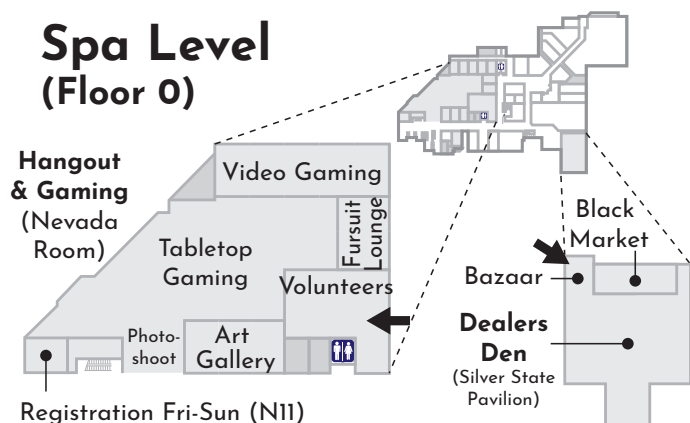 Spa Level
(Floor 0)
Hangout
& Gaming
(Nevada
Room)
Video Gaming
Fursuit
Lounge
Tabletop
Gaming
Volunteers
Photo-
shoot
Art
Gallery
Registration Fri-Sun (N11)
Black
Market
Bazaar
Dealers
Den
(Silver State
Pavilion)